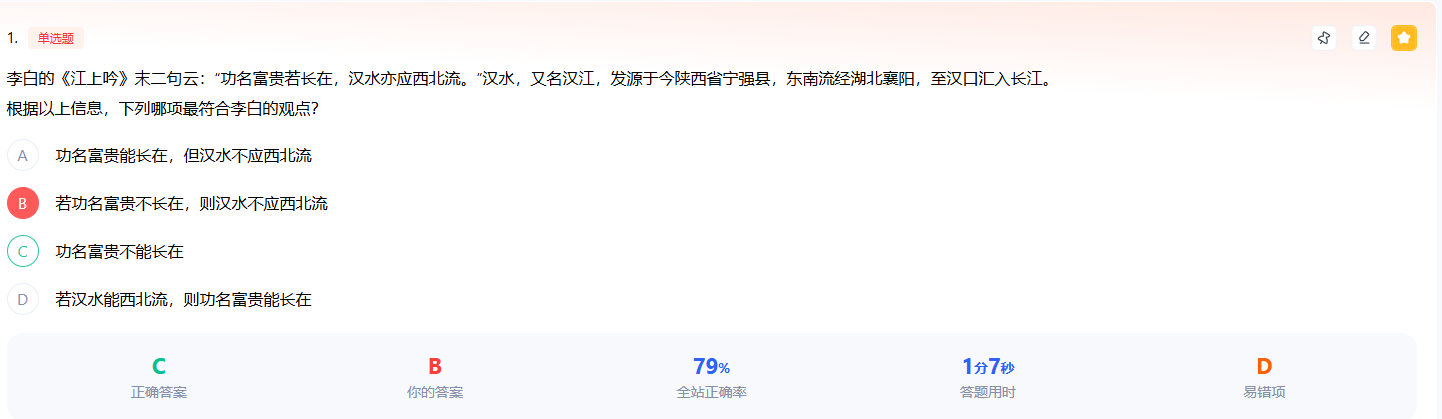 1. 单选题
李白的《江上吟》末二句云：“功名富贵若长在，汉水亦应西北流。”汉水，又名汉江，发源于今陕西省宁强县，东南流经湖北襄阳，至汉口汇入长江。
根据以上信息，下列哪项最符合李白的观点？
A 功名富贵能长在，但汉水不应西北流
B 若功名富贵不长在，则汉水不应西北流
C 功名富贵不能长在
D 若汉水能西北流，则功名富贵能长在
C B 79% 1分7秒 D
正确答案 你的答案 全站正确率 答题用时 易错项